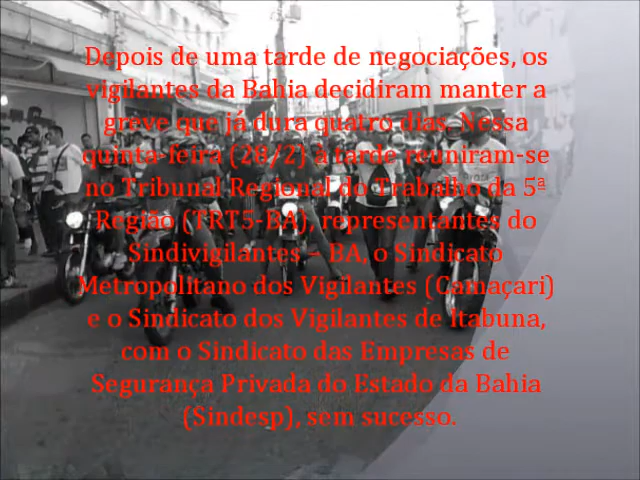 Depois de uma tarde de negociações, os
vigilantes da Bahia decidiram manter a
greve que já dura quatro dias. Nessa
quinta-feira (28/2) à tarde reuniram-se
no Tribunal Regional do Trabalho da 5ª
Região (TRT5-BA), representantes do
Sindivigilantes – BA, o Sindicato
Metropolitano dos Vigilantes (Camaçari)
e o Sindicato dos Vigilantes de Itabuna,
com o Sindicato das Empresas de
Segurança Privada do Estado da Bahia
(Sindesp), sem sucesso.